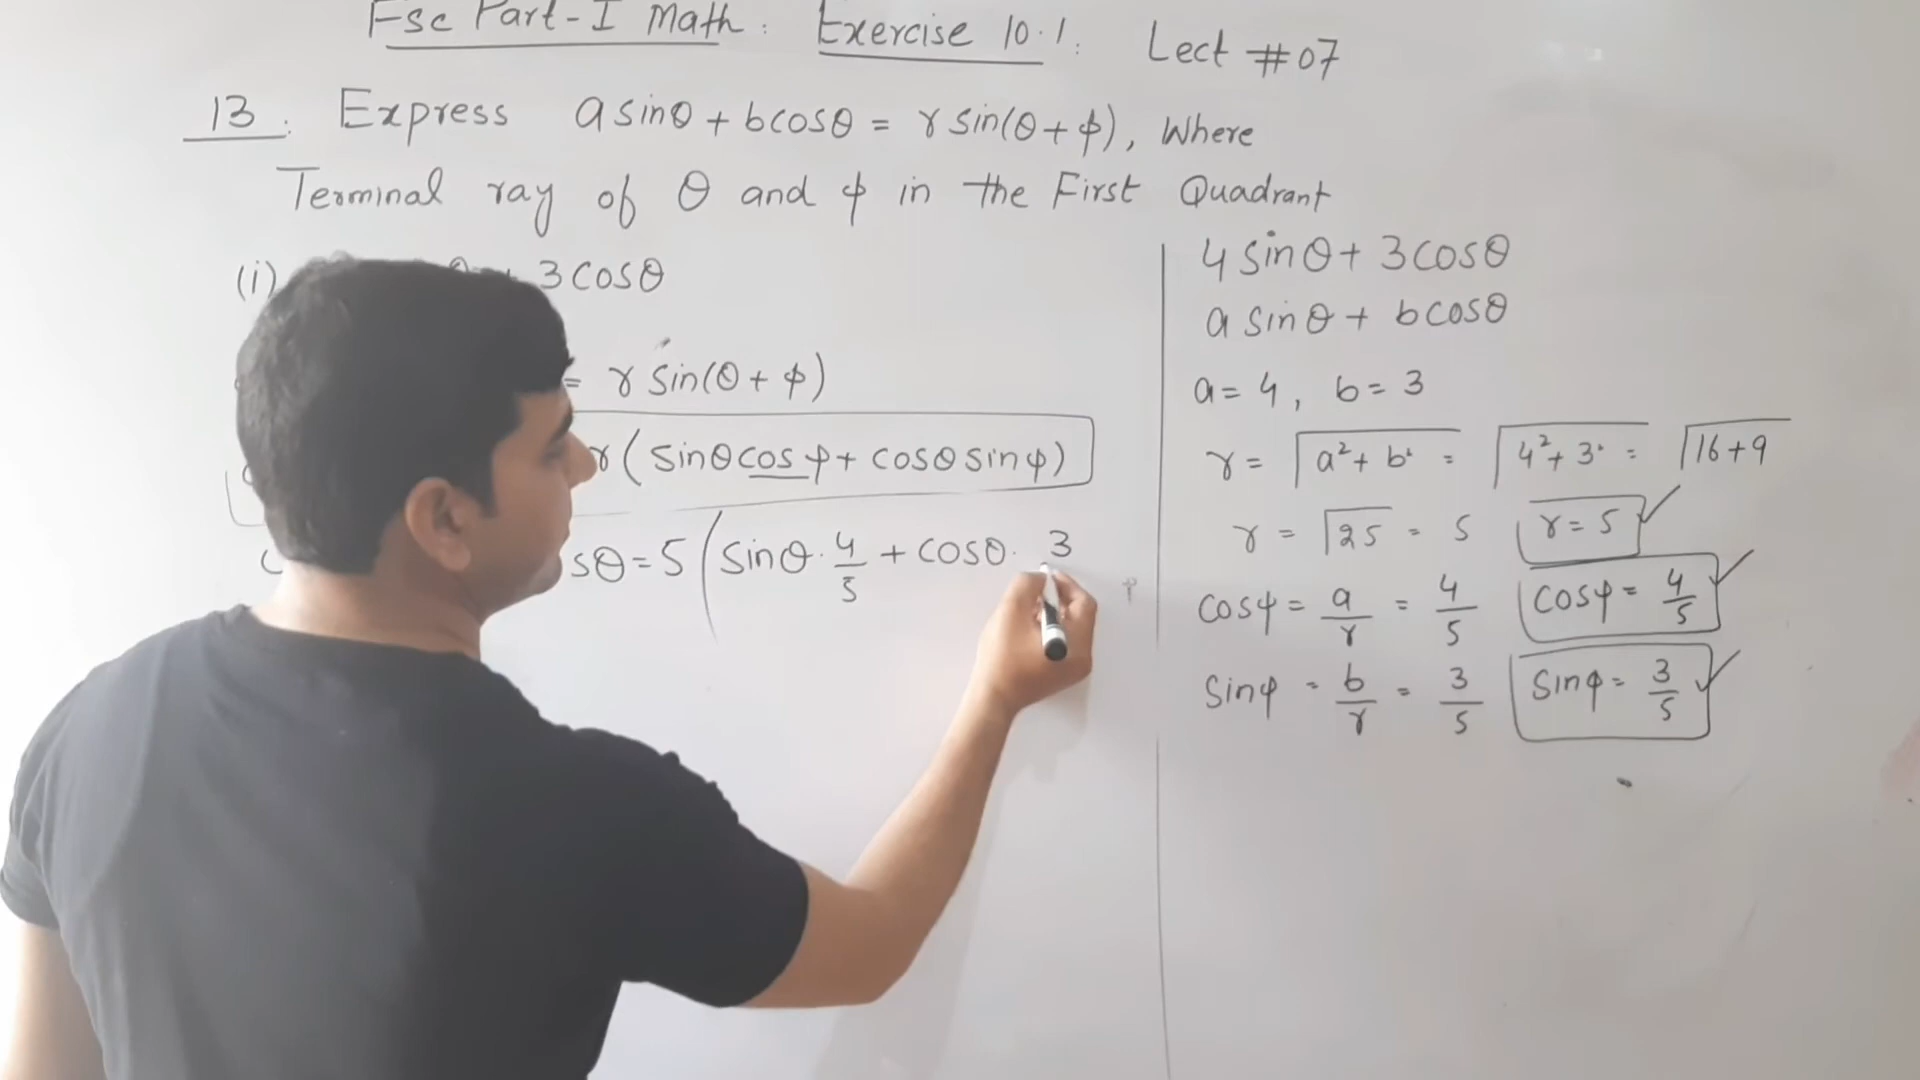 Fsc Part-I Math : Exercise 10.1 : Lect #07
13 : Express a sinθ + bcosθ = r sin(θ + φ), Where
Terminal ray of θ and φ in the First Quadrant
(i) + 3cosθ
= r Sin(θ + φ)
r (sinθcosφ + cosθsinφ)
sθ = 5 (Sinθ · 4/5 + cosθ · 3
4 sinθ + 3cosθ
a sinθ + bcosθ
a = 4 , b = 3
r = √a²+b² = √4²+3² = √16+9
r = √25 = 5 r = 5 ✓
Cosφ = a/r = 4/5 Cosφ = 4/5 ✓
Sinφ = b/r = 3/5 Sinφ = 3/5 ✓